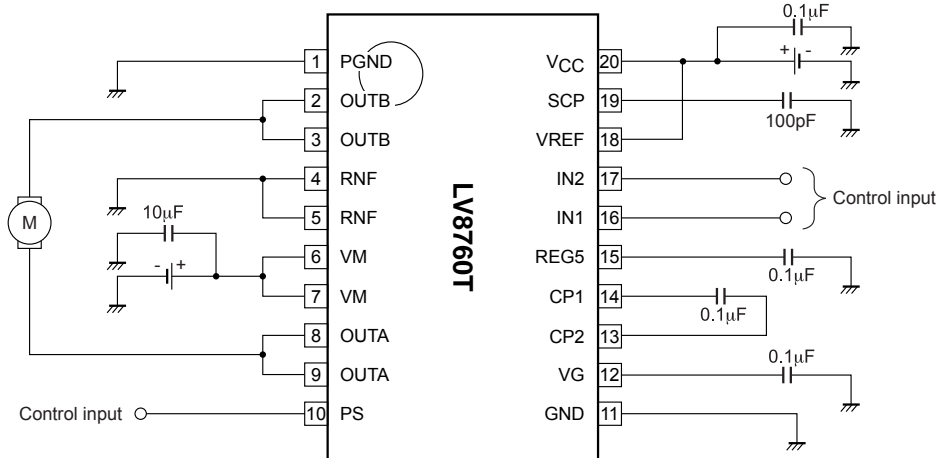 0.1µF
+ -
1 PGND
VCC 20
2 OUTB
SCP 19
100pF
3 OUTB
VREF 18
4 RNF
IN2 17
Control input
M
10µF
5 RNF
IN1 16
LV8760T
- +
6 VM
REG5 15
0.1µF
7 VM
CP1 14
0.1µF
8 OUTA
CP2 13
0.1µF
9 OUTA
VG 12
Control input
10 PS
GND 11